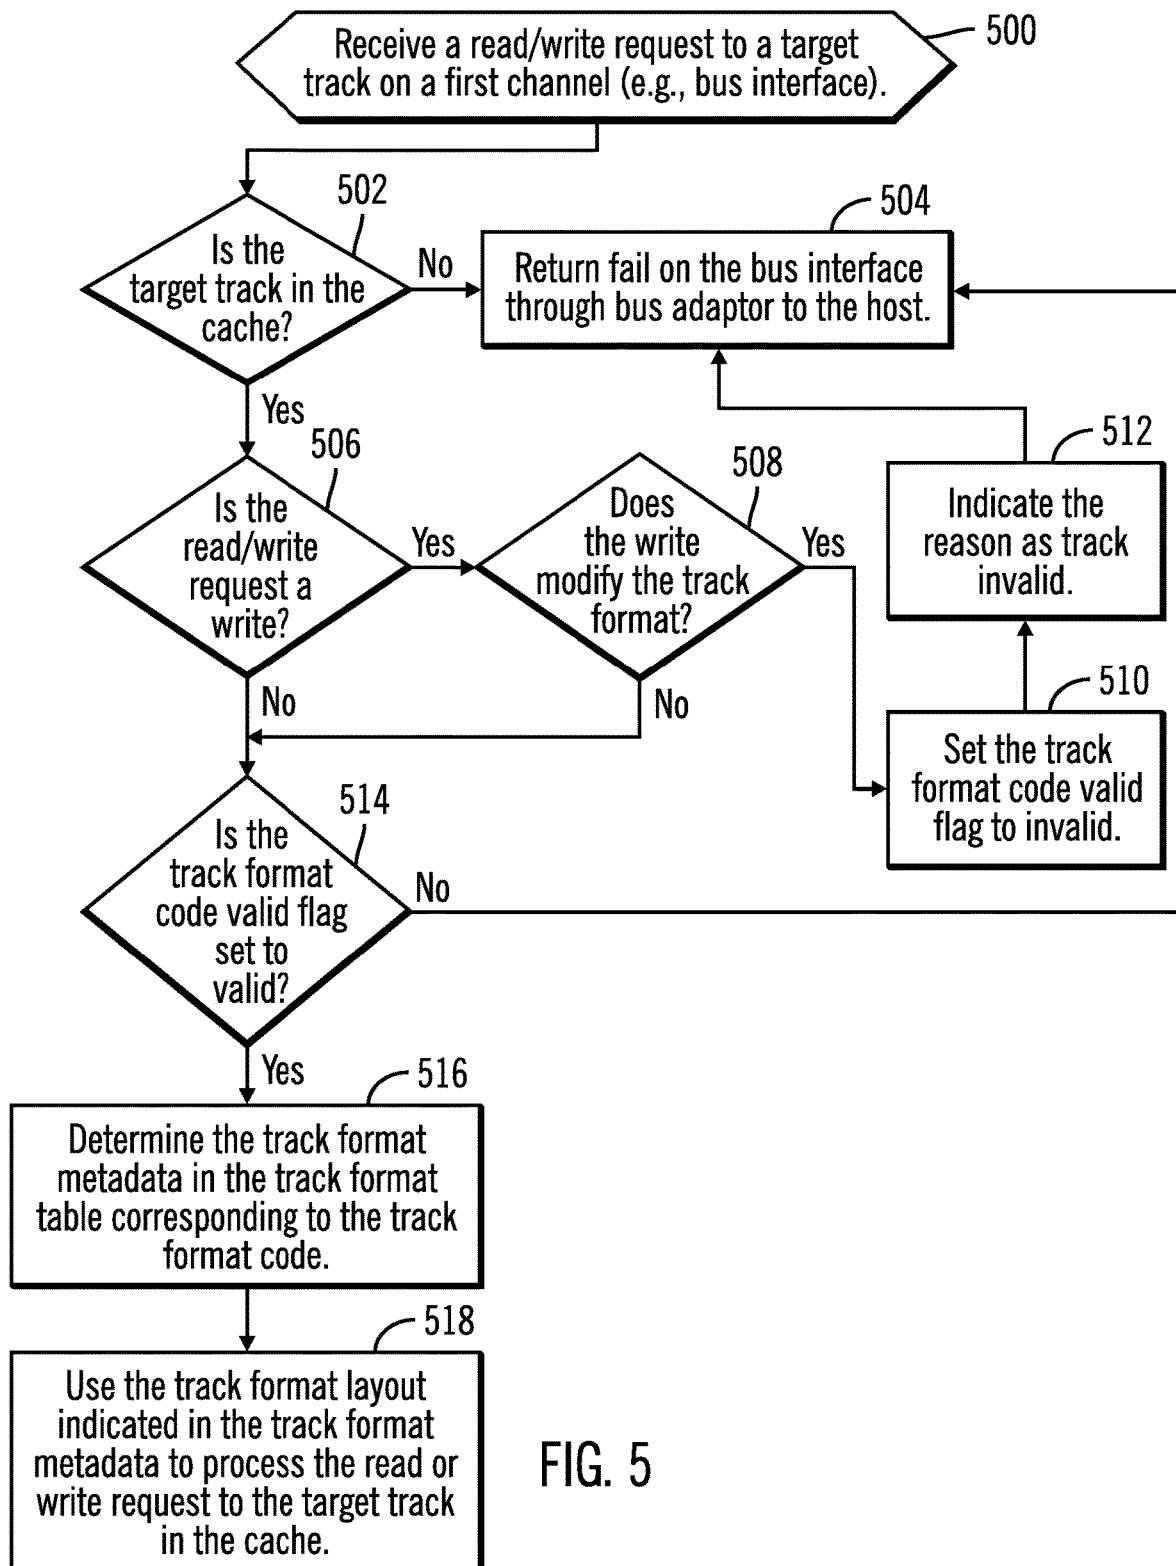 Receive a read/write request to a target
track on a first channel (e.g., bus interface).
500
502
Is the
target track in the
cache?
No
504
Return fail on the bus interface
through bus adaptor to the host.
Yes
506
Is the
read/write
request a
write?
Yes
508
Does
the write
modify the track
format?
Yes
512
Indicate the
reason as track
invalid.
No
No
510
Set the track
format code valid
flag to invalid.
514
Is the
track format
code valid flag
set to
valid?
No
Yes
516
Determine the track format
metadata in the track format
table corresponding to the track
format code.
518
Use the track format layout
indicated in the track format
metadata to process the read or
write request to the target track
in the cache.
FIG. 5